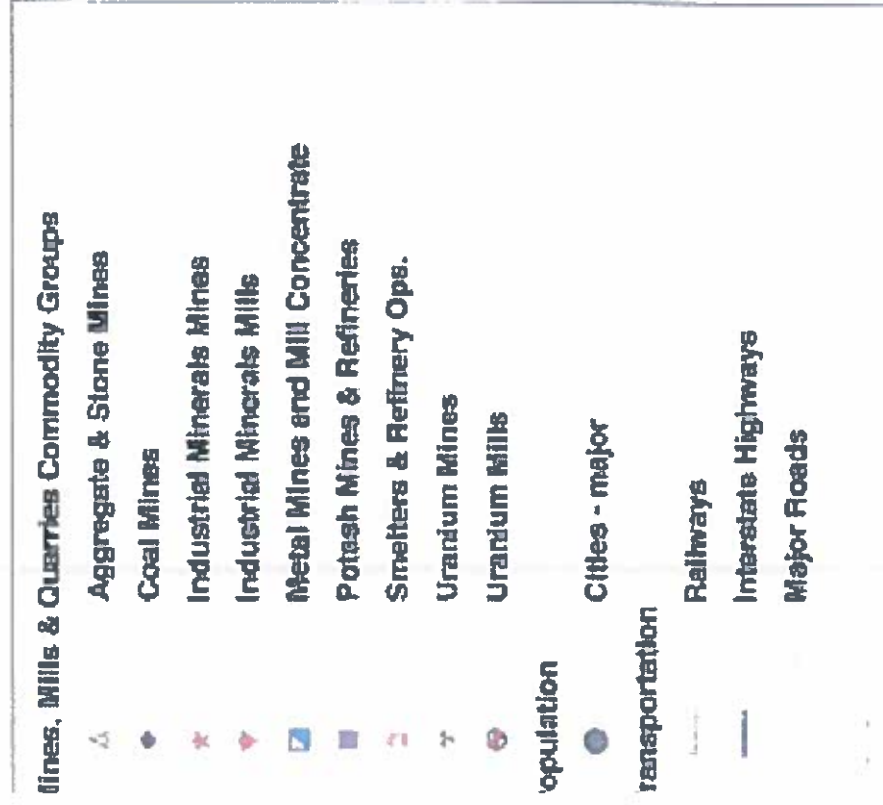 lines, Mills & Quarries Commodity Groups
Aggregate & Stone Mines
Coal Mines
Industrial Minerals Mines
Industrial Minerals Mills
Metal Mines and Mill Concentrate
Potash Mines & Refineries
Smelters & Refinery Ops.
Uranium Mines
Uranium Mills
opulation
Cities - major
ransportation
Railways
Interstate Highways
Major Roads